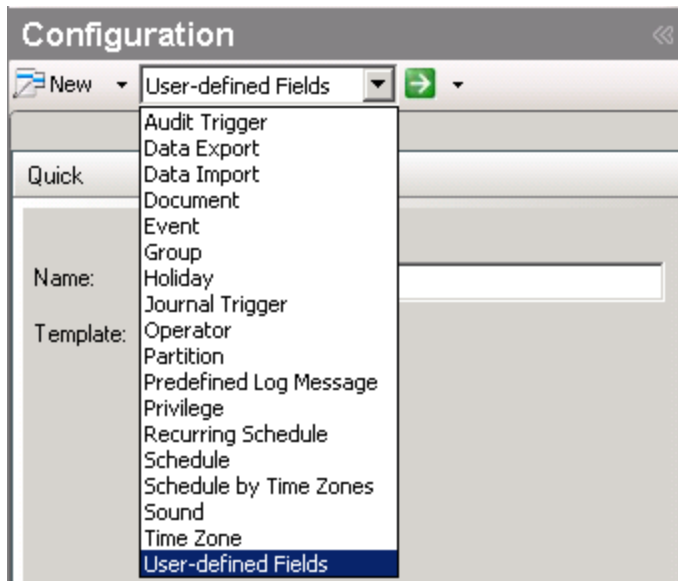 Configuration
New User-defined Fields
Audit Trigger
Data Export
Data Import
Document
Event
Group
Holiday
Journal Trigger
Operator
Partition
Predefined Log Message
Privilege
Recurring Schedule
Schedule
Schedule by Time Zones
Sound
Time Zone
User-defined Fields
Quick
Name:
Template: